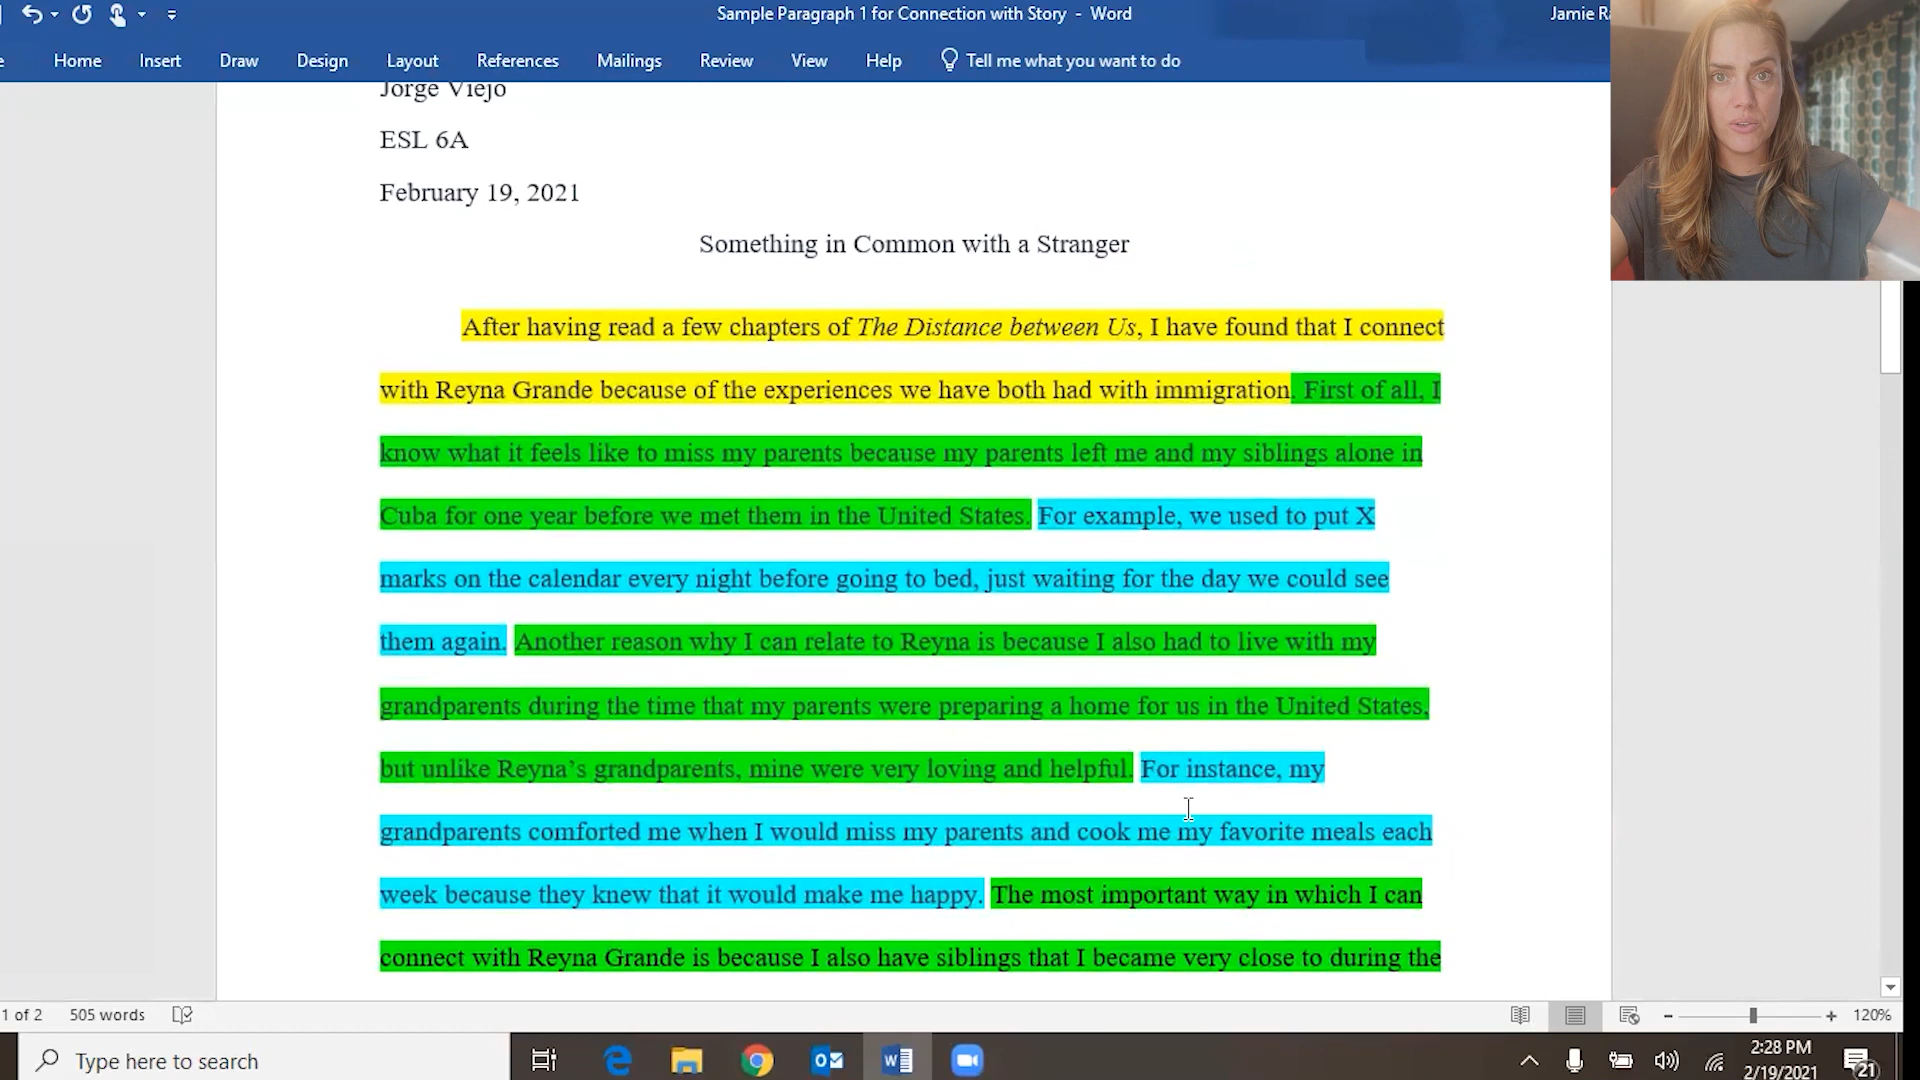 Sample Paragraph 1 for Connection with Story - Word
Jamie
Home Insert Draw Design Layout References Mailings Review View Help Tell me what you want to do
Jorge Viejo
ESL 6A
February 19, 2021
Something in Common with a Stranger
After having read a few chapters of The Distance between Us, I have found that I connect
with Reyna Grande because of the experiences we have both had with immigration. First of all, I
know what it feels like to miss my parents because my parents left me and my siblings alone in
Cuba for one year before we met them in the United States. For example, we used to put X
marks on the calendar every night before going to bed, just waiting for the day we could see
them again. Another reason why I can relate to Reyna is because I also had to live with my
grandparents during the time that my parents were preparing a home for us in the United States,
but unlike Reyna’s grandparents, mine were very loving and helpful. For instance, my
grandparents comforted me when I would miss my parents and cook me my favorite meals each
week because they knew that it would make me happy. The most important way in which I can
connect with Reyna Grande is because I also have siblings that I became very close to during the
1 of 2 505 words 120%
Type here to search
2:28 PM
2/19/2021
21